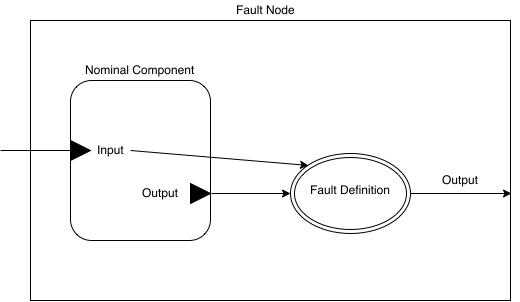 Fault Node
Nominal Component
Input
Output
Fault Definition
Output